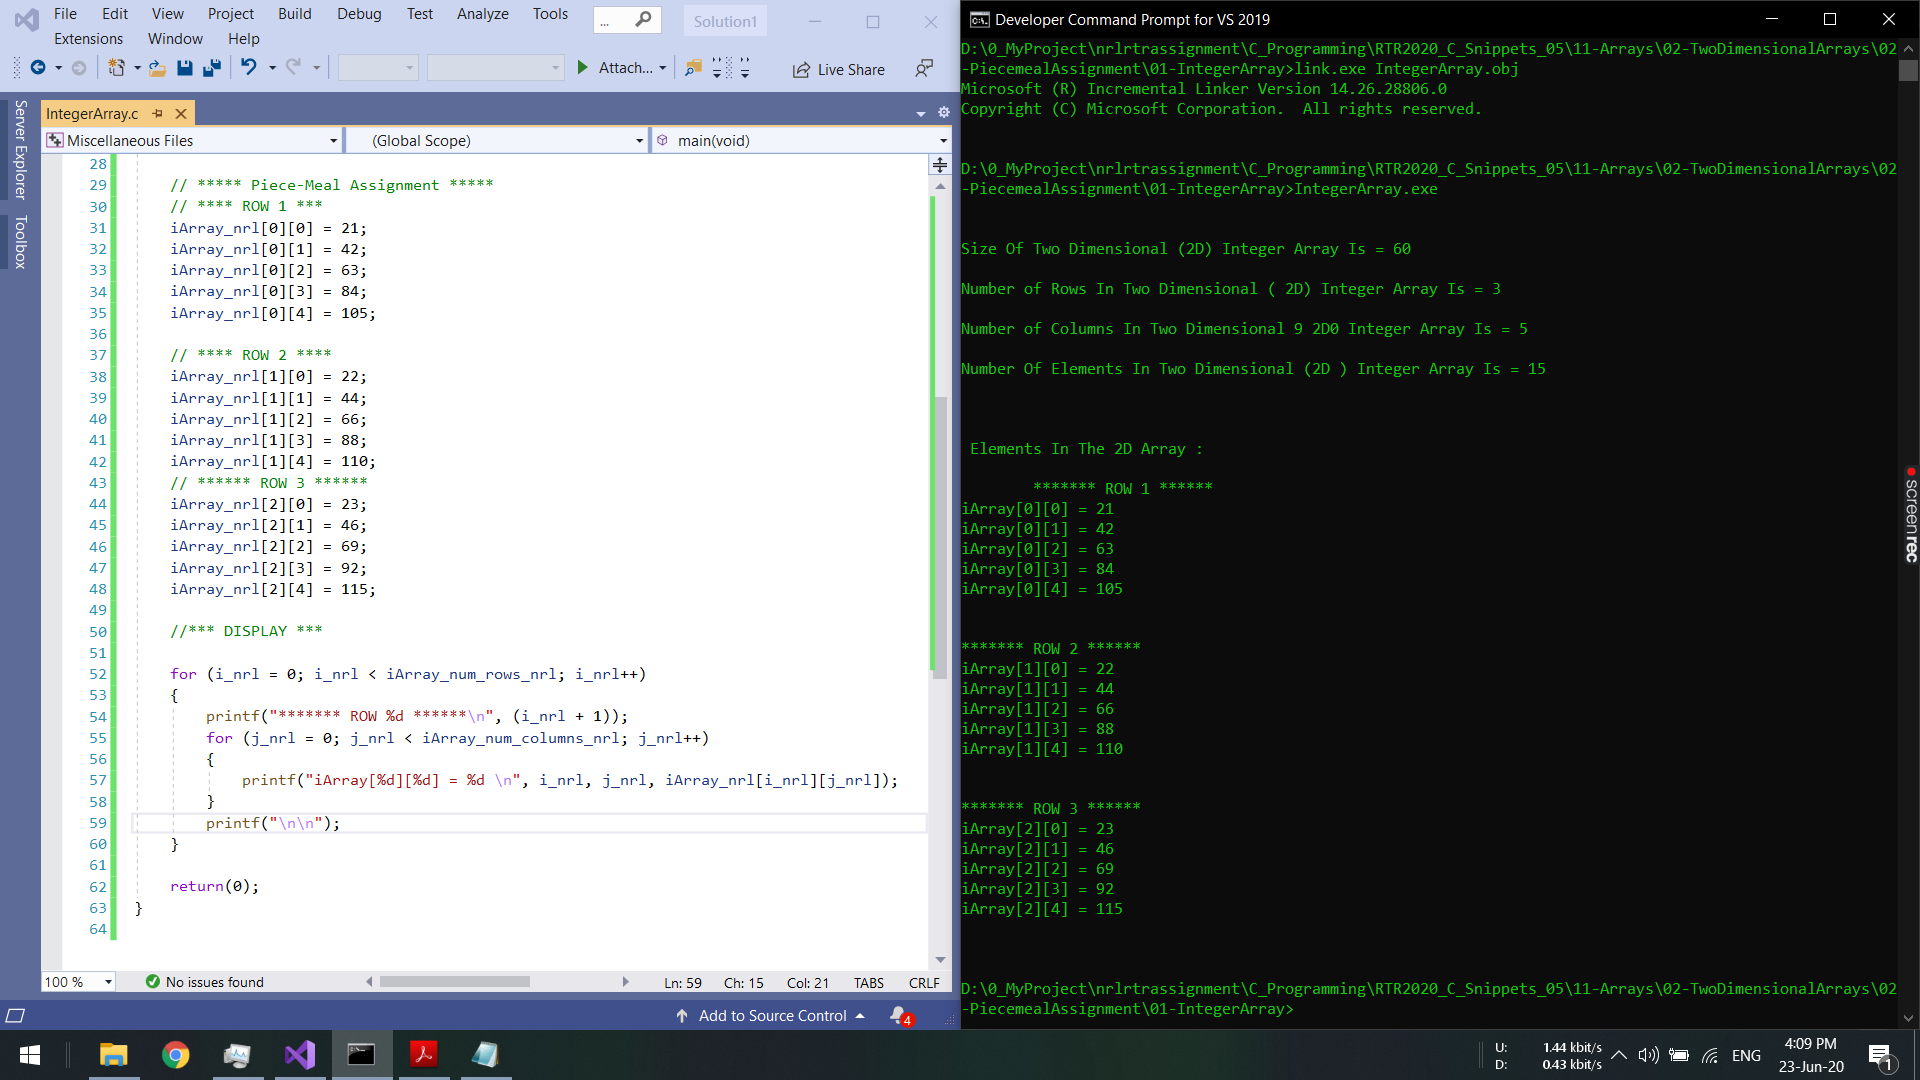 File Edit View Project Build Debug Test Analyze Tools ... Solution1
Extensions Window Help
Attach... Live Share
Server Explorer
Toolbox
IntegerArray.c
Miscellaneous Files (Global Scope) main(void)
28
29 // ***** Piece-Meal Assignment *****
30 // **** ROW 1 ***
31 iArray_nrl[0][0] = 21;
32 iArray_nrl[0][1] = 42;
33 iArray_nrl[0][2] = 63;
34 iArray_nrl[0][3] = 84;
35 iArray_nrl[0][4] = 105;
36
37 // **** ROW 2 ****
38 iArray_nrl[1][0] = 22;
39 iArray_nrl[1][1] = 44;
40 iArray_nrl[1][2] = 66;
41 iArray_nrl[1][3] = 88;
42 iArray_nrl[1][4] = 110;
43 // ****** ROW 3 ******
44 iArray_nrl[2][0] = 23;
45 iArray_nrl[2][1] = 46;
46 iArray_nrl[2][2] = 69;
47 iArray_nrl[2][3] = 92;
48 iArray_nrl[2][4] = 115;
49
50 //*** DISPLAY ***
51
52 for (i_nrl = 0; i_nrl < iArray_num_rows_nrl; i_nrl++)
53 {
54 printf("******* ROW %d ******\n", (i_nrl + 1));
55 for (j_nrl = 0; j_nrl < iArray_num_columns_nrl; j_nrl++)
56 {
57 printf("iArray[%d][%d] = %d \n", i_nrl, j_nrl, iArray_nrl[i_nrl][j_nrl]);
58 }
59 printf("\n\n");
60 }
61
62 return(0);
63 }
64
100 % No issues found Ln: 59 Ch: 15 Col: 21 TABS CRLF
Add to Source Control 4
Developer Command Prompt for VS 2019
D:\0_MyProject\nrlrtrassignment\C_Programming\RTR2020_C_Snippets_05\11-Arrays\02-TwoDimensionalArrays\02
-PiecemealAssignment\01-IntegerArray>link.exe IntegerArray.obj
Microsoft (R) Incremental Linker Version 14.26.28806.0
Copyright (C) Microsoft Corporation.  All rights reserved.
D:\0_MyProject\nrlrtrassignment\C_Programming\RTR2020_C_Snippets_05\11-Arrays\02-TwoDimensionalArrays\02
-PiecemealAssignment\01-IntegerArray>IntegerArray.exe
Size Of Two Dimensional (2D) Integer Array Is = 60
Number of Rows In Two Dimensional ( 2D) Integer Array Is = 3
Number of Columns In Two Dimensional 9 2D0 Integer Array Is = 5
Number Of Elements In Two Dimensional (2D ) Integer Array Is = 15
Elements In The 2D Array :
******* ROW 1 ******
iArray[0][0] = 21
iArray[0][1] = 42
iArray[0][2] = 63
iArray[0][3] = 84
iArray[0][4] = 105
******* ROW 2 ******
iArray[1][0] = 22
iArray[1][1] = 44
iArray[1][2] = 66
iArray[1][3] = 88
iArray[1][4] = 110
******* ROW 3 ******
iArray[2][0] = 23
iArray[2][1] = 46
iArray[2][2] = 69
iArray[2][3] = 92
iArray[2][4] = 115
D:\0_MyProject\nrlrtrassignment\C_Programming\RTR2020_C_Snippets_05\11-Arrays\02-TwoDimensionalArrays\02
-PiecemealAssignment\01-IntegerArray>
screenrec
U: 1.44 kbit/s
D: 0.43 kbit/s
ENG
4:09 PM
23-Jun-20
1